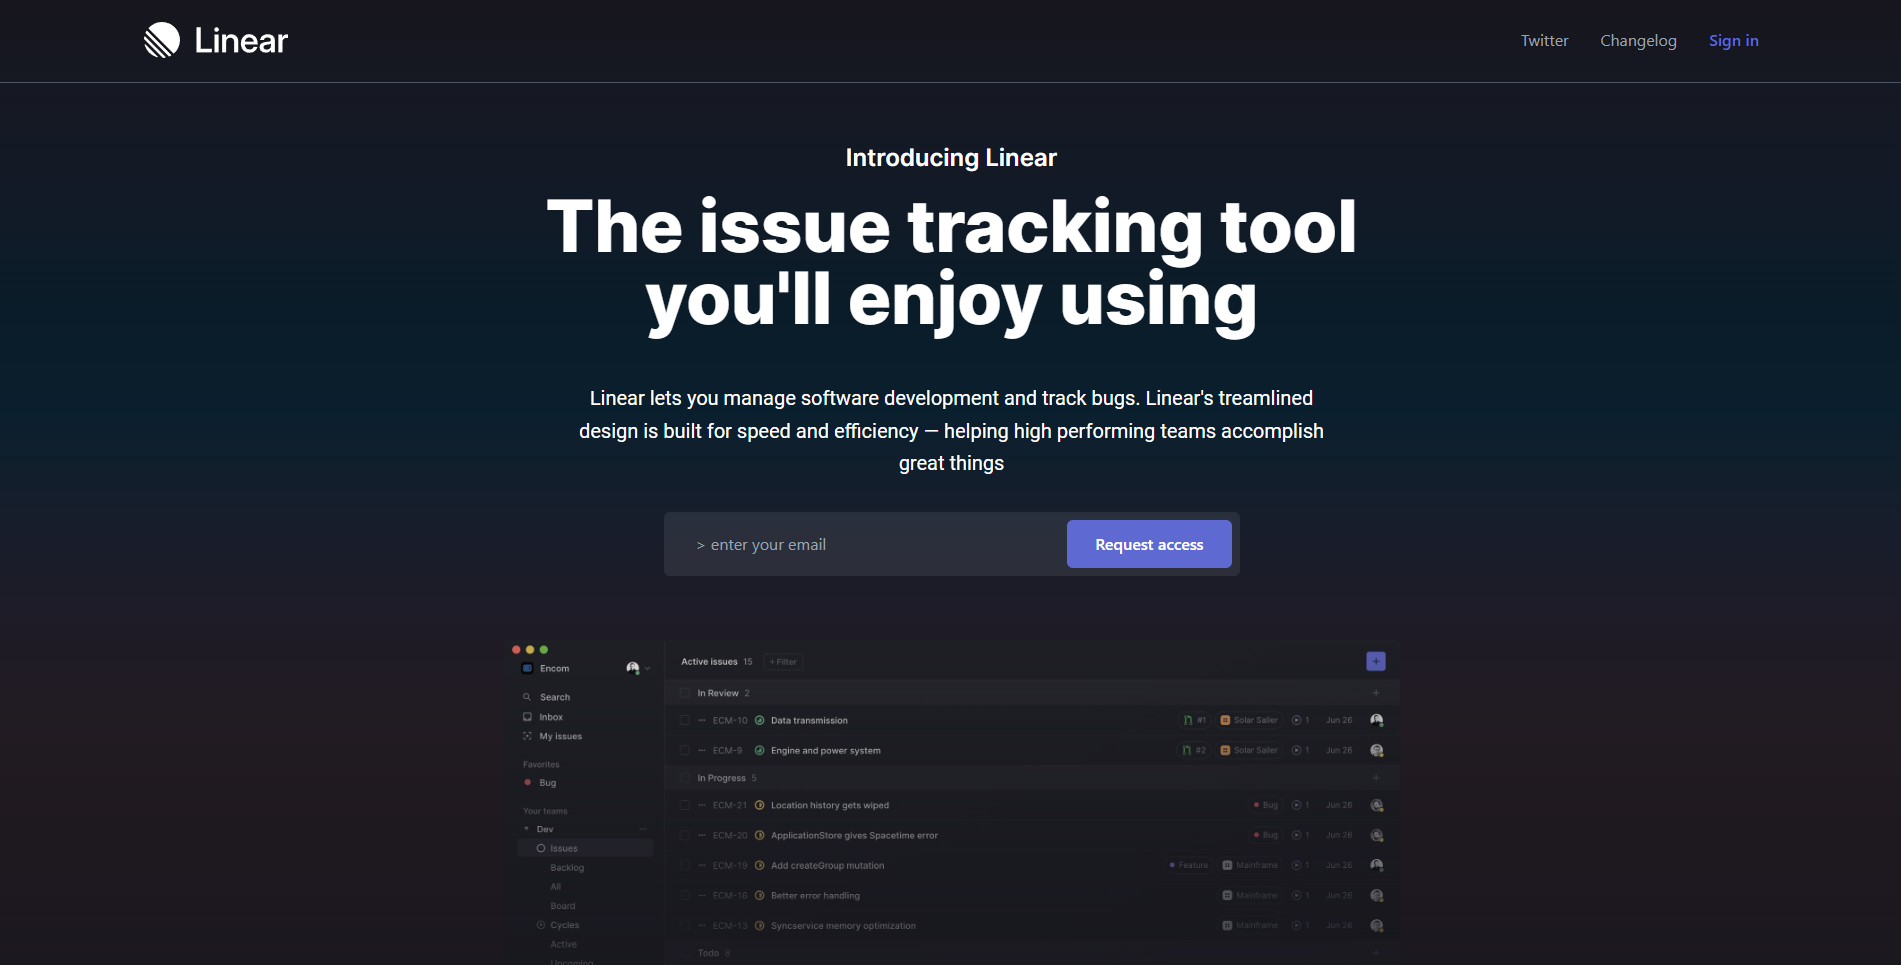 Linear
Twitter Changelog Sign in
Introducing Linear
The issue tracking tool
you'll enjoy using
Linear lets you manage software development and track bugs. Linear's treamlined
design is built for speed and efficiency — helping high performing teams accomplish
great things
> enter your email
Request access
Encom
Search
Inbox
My issues
Favorites
Bug
Your teams
Dev
Issues
Backlog
All
Board
Cycles
Active
Upcoming
Active issues 15 + Filter
In Review 2
ECM-10 Data transmission #1 Solar Sailer 1 Jun 26
ECM-9 Engine and power system #2 Solar Sailer 1 Jun 26
In Progress 5
ECM-21 Location history gets wiped Bug 1 Jun 26
ECM-20 ApplicationStore gives Spacetime error Bug 1 Jun 26
ECM-19 Add createGroup mutation Feature Mainframe 1 Jun 26
ECM-16 Better error handling Mainframe 1 Jun 26
ECM-13 Syncservice memory optimization Mainframe 1 Jun 26
Todo 8